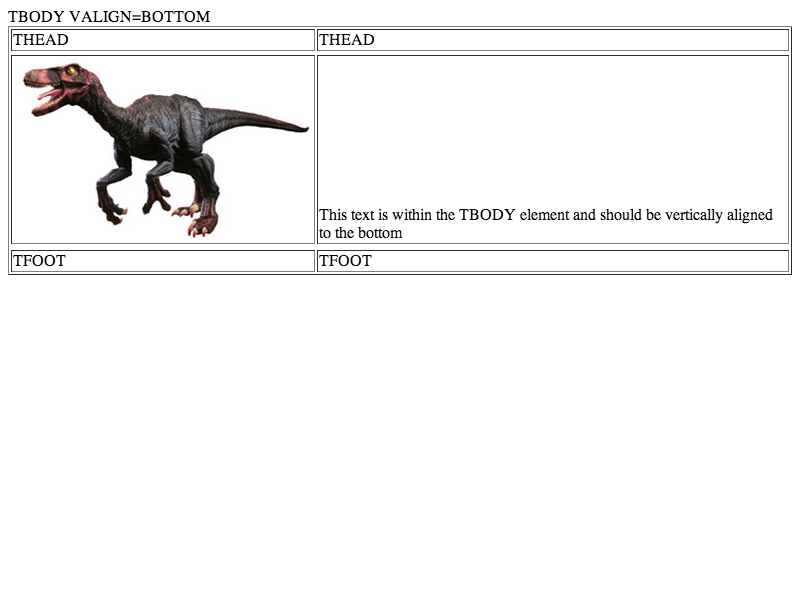 TBODY VALIGN=BOTTOM
THEAD THEAD
This text is within the TBODY element and should be vertically aligned
to the bottom
TFOOT TFOOT